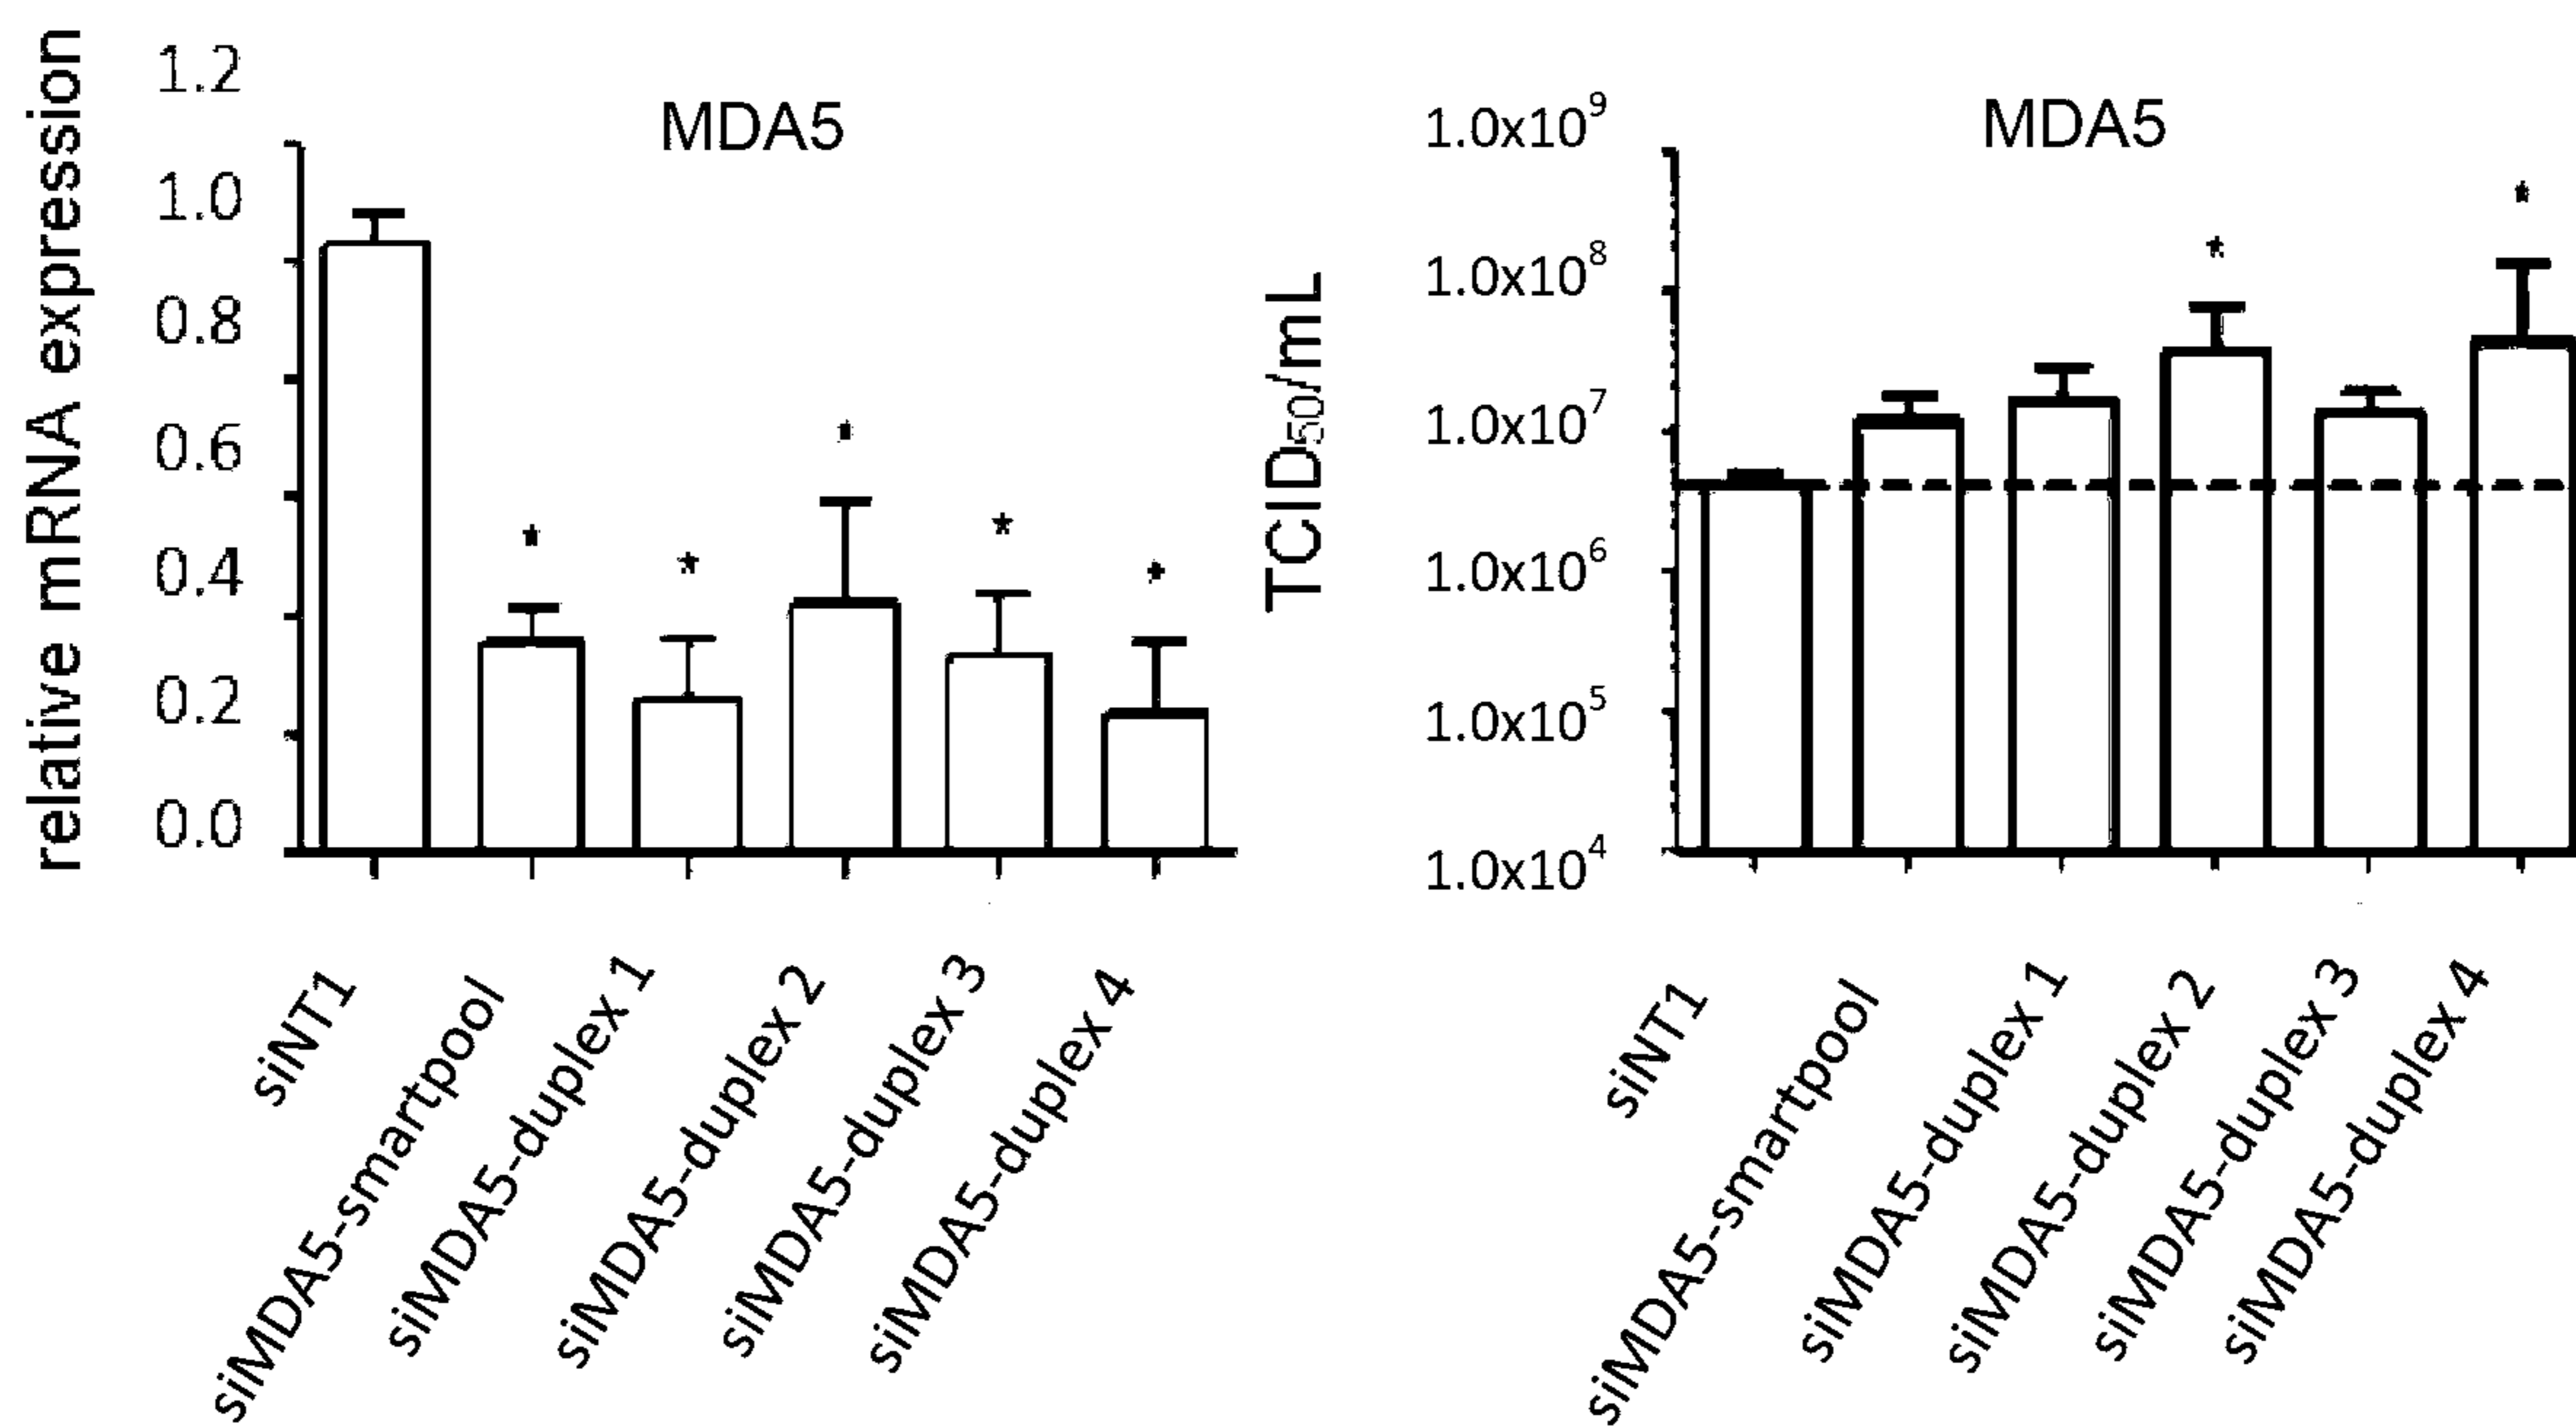 relative mRNA expression
1.2
1.0
0.8
0.6
0.4
0.2
0.0
MDA5
*
*
*
*
*
siNT1
siMDA5-smartpool
siMDA5-duplex 1
siMDA5-duplex 2
siMDA5-duplex 3
siMDA5-duplex 4
TCID₅₀/mL
1.0x10⁹
1.0x10⁸
1.0x10⁷
1.0x10⁶
1.0x10⁵
1.0x10⁴
MDA5
*
*
siNT1
siMDA5-smartpool
siMDA5-duplex 1
siMDA5-duplex 2
siMDA5-duplex 3
siMDA5-duplex 4